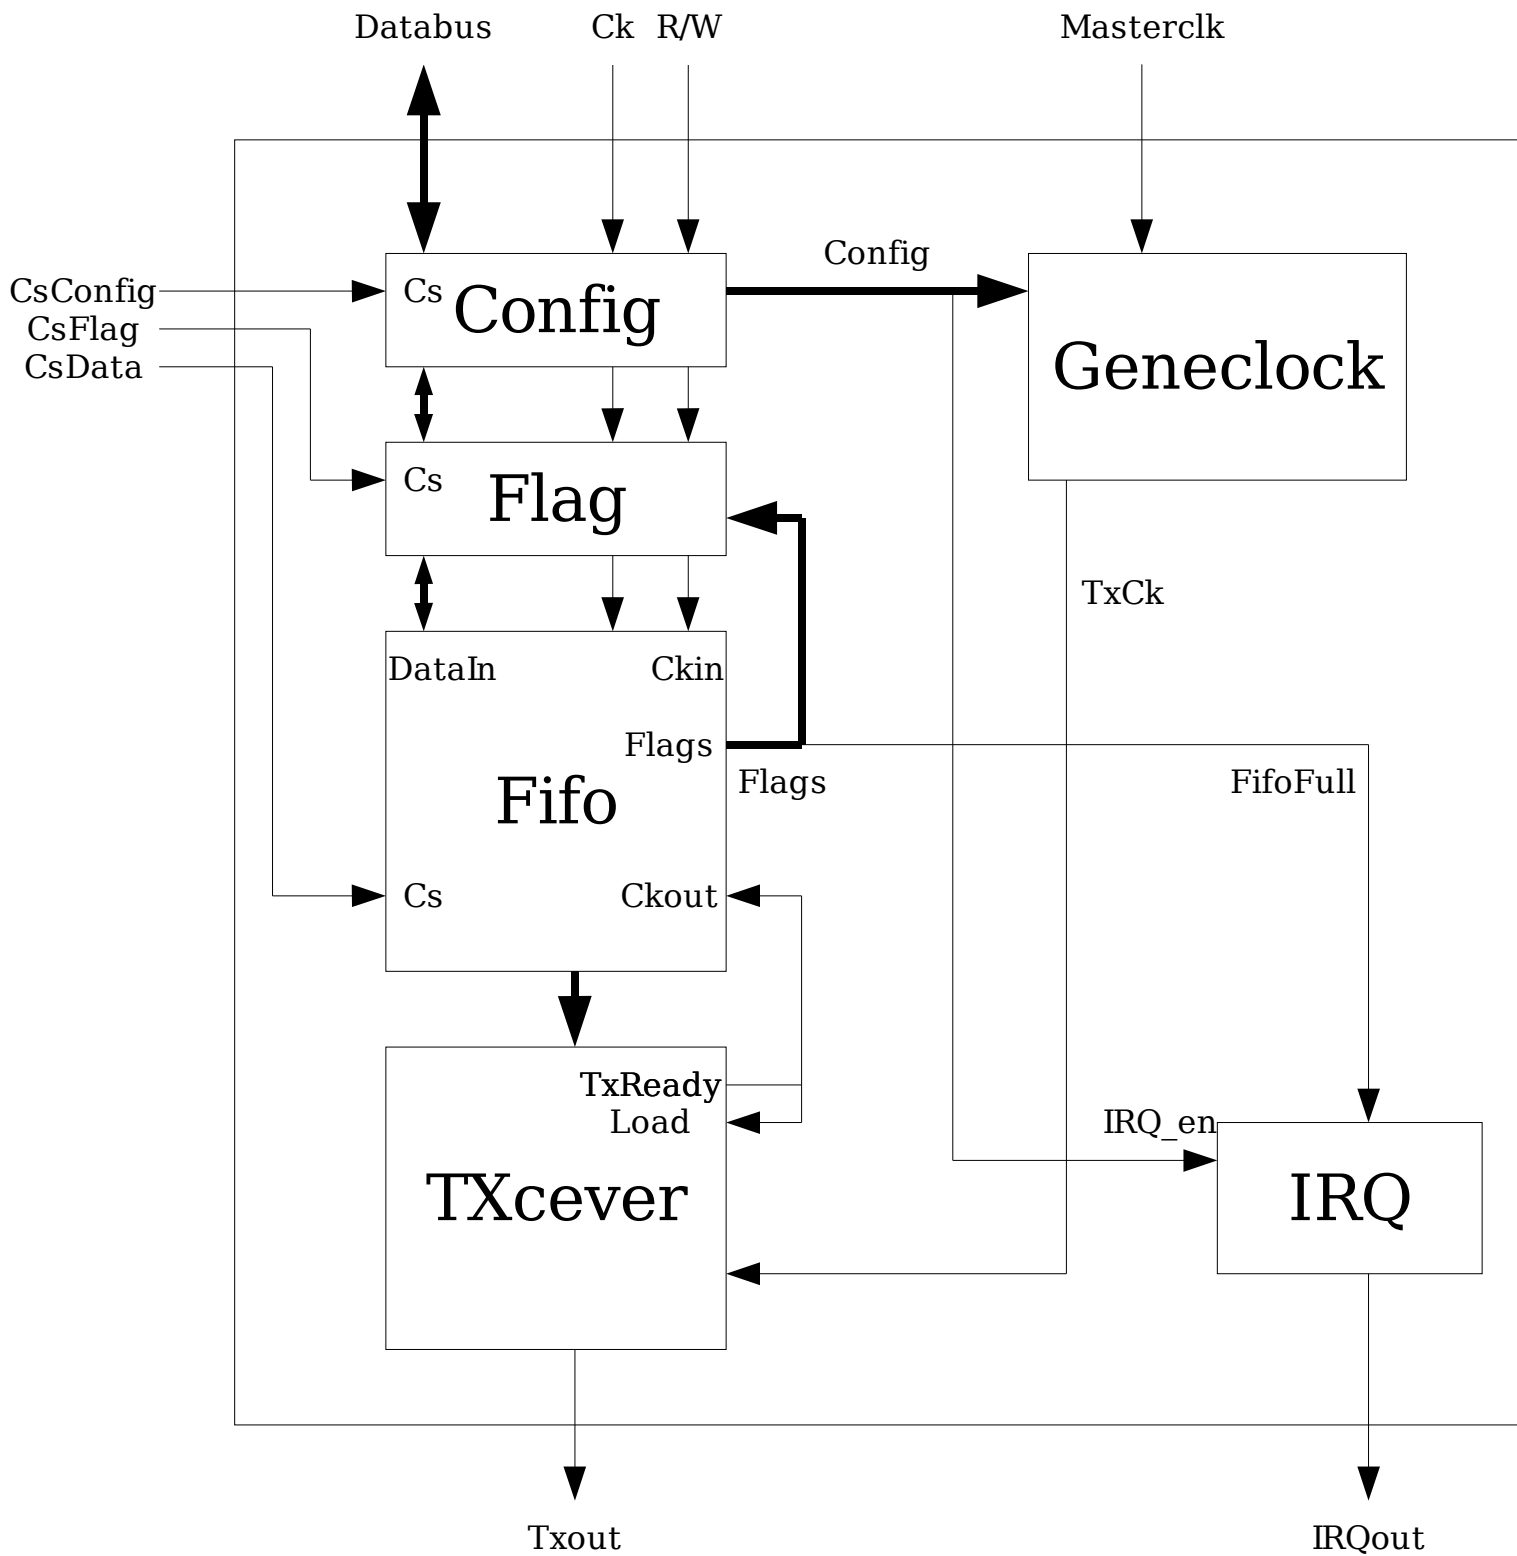 Databus Ck R/W Masterclk
Config
CsConfig Cs Config
CsFlag
CsData
Geneclock
Cs Flag
TxCk
DataIn Ckin
Flags
Flags FifoFull
Fifo
Cs Ckout
TxReady
Load IRQ_en
TXcever IRQ
Txout IRQout